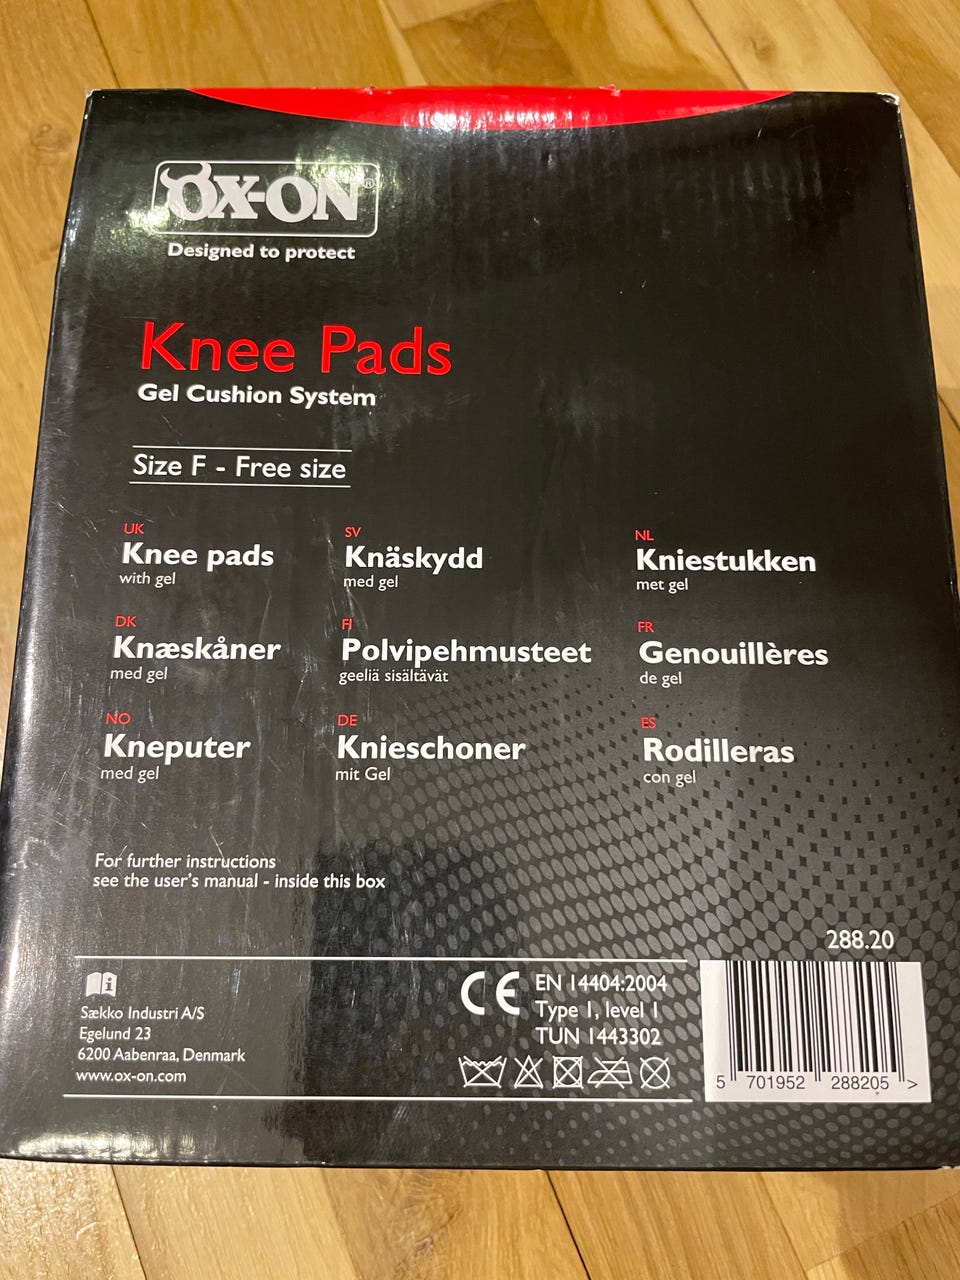 OX-ON®
Designed to protect
Knee Pads
Gel Cushion System
Size F - Free size
UK
Knee pads
with gel
SV
Knäskydd
med gel
NL
Kniestukken
met gel
DK
Knæskåner
med gel
FI
Polvipehmusteet
geeliä sisältävät
FR
Genouillères
de gel
NO
Kneputer
med gel
DE
Knieschoner
mit Gel
ES
Rodilleras
con gel
For further instructions
see the user's manual - inside this box
288.20
i
Sækko Industri A/S
Egelund 23
6200 Aabenraa, Denmark
www.ox-on.com
CE
EN 14404:2004
Type 1, level 1
TUN 1443302
5 701952 288205 >